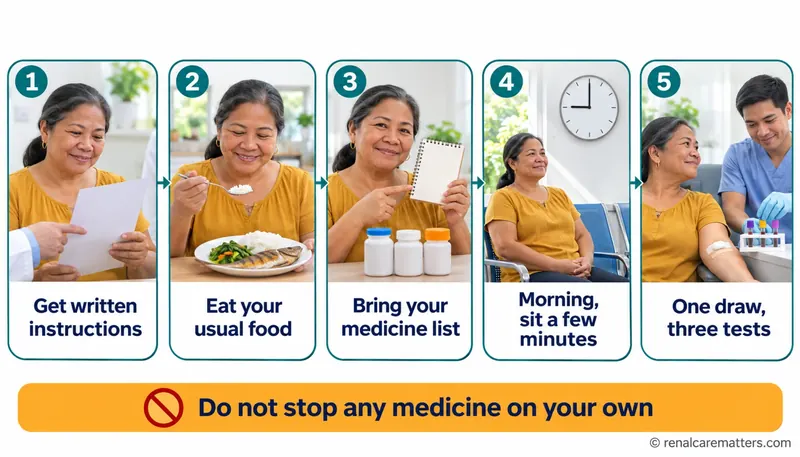 1
Get written
instructions
2
Eat your
usual food
3
Bring your
medicine list
4
Morning,
sit a few
minutes
5
One draw,
three tests
Do not stop any medicine on your own
© renalcarematters.com